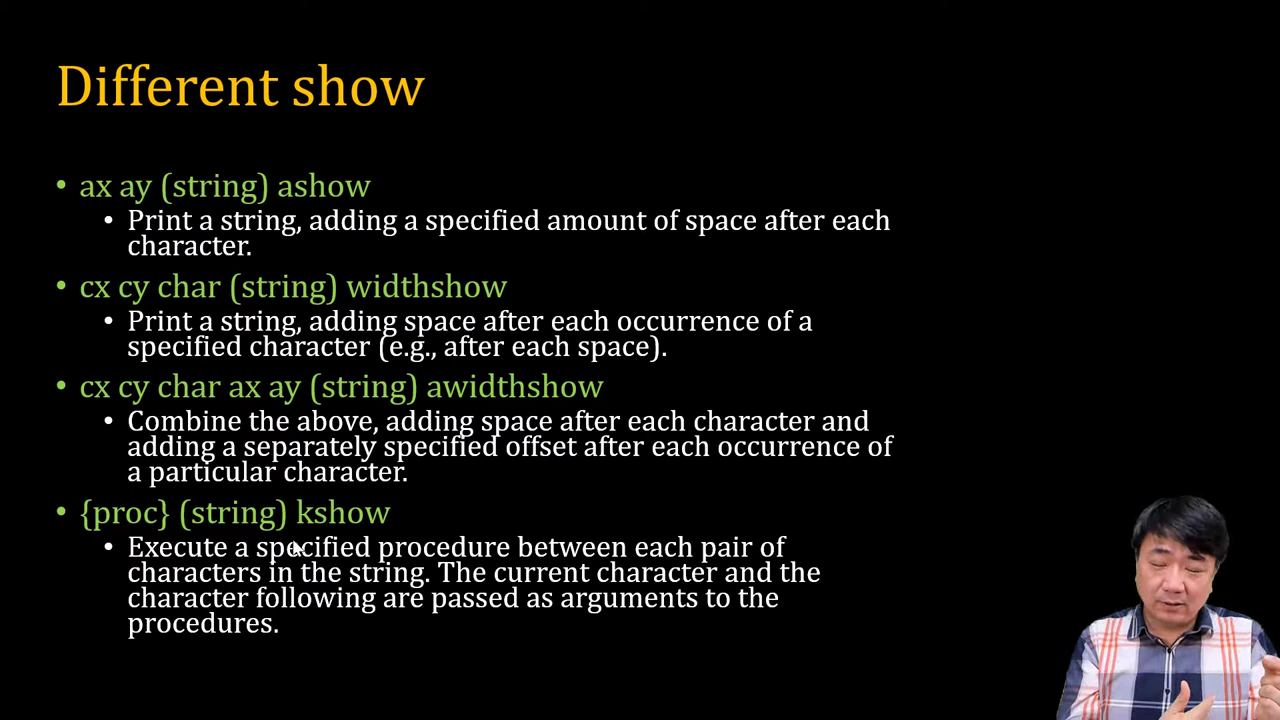 Different show
• ax ay (string) ashow
• Print a string, adding a specified amount of space after each
character.
• cx cy char (string) widthshow
• Print a string, adding space after each occurrence of a
specified character (e.g., after each space).
• cx cy char ax ay (string) awidthshow
• Combine the above, adding space after each character and
adding a separately specified offset after each occurrence of
a particular character.
• {proc} (string) kshow
• Execute a specified procedure between each pair of
characters in the string. The current character and the
character following are passed as arguments to the
procedures.